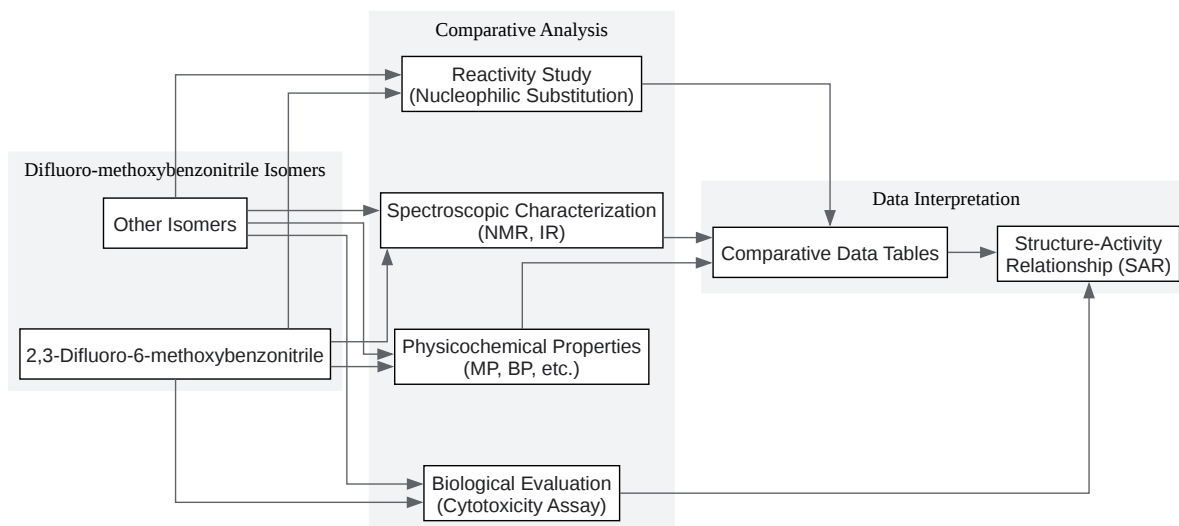 Comparative Analysis
Reactivity Study
(Nucleophilic Substitution)
Difluoro-methoxybenzonitrile Isomers
Other Isomers
2,3-Difluoro-6-methoxybenzonitrile
Spectroscopic Characterization
(NMR, IR)
Physicochemical Properties
(MP, BP, etc.)
Biological Evaluation
(Cytotoxicity Assay)
Data Interpretation
Comparative Data Tables
Structure-Activity
Relationship (SAR)